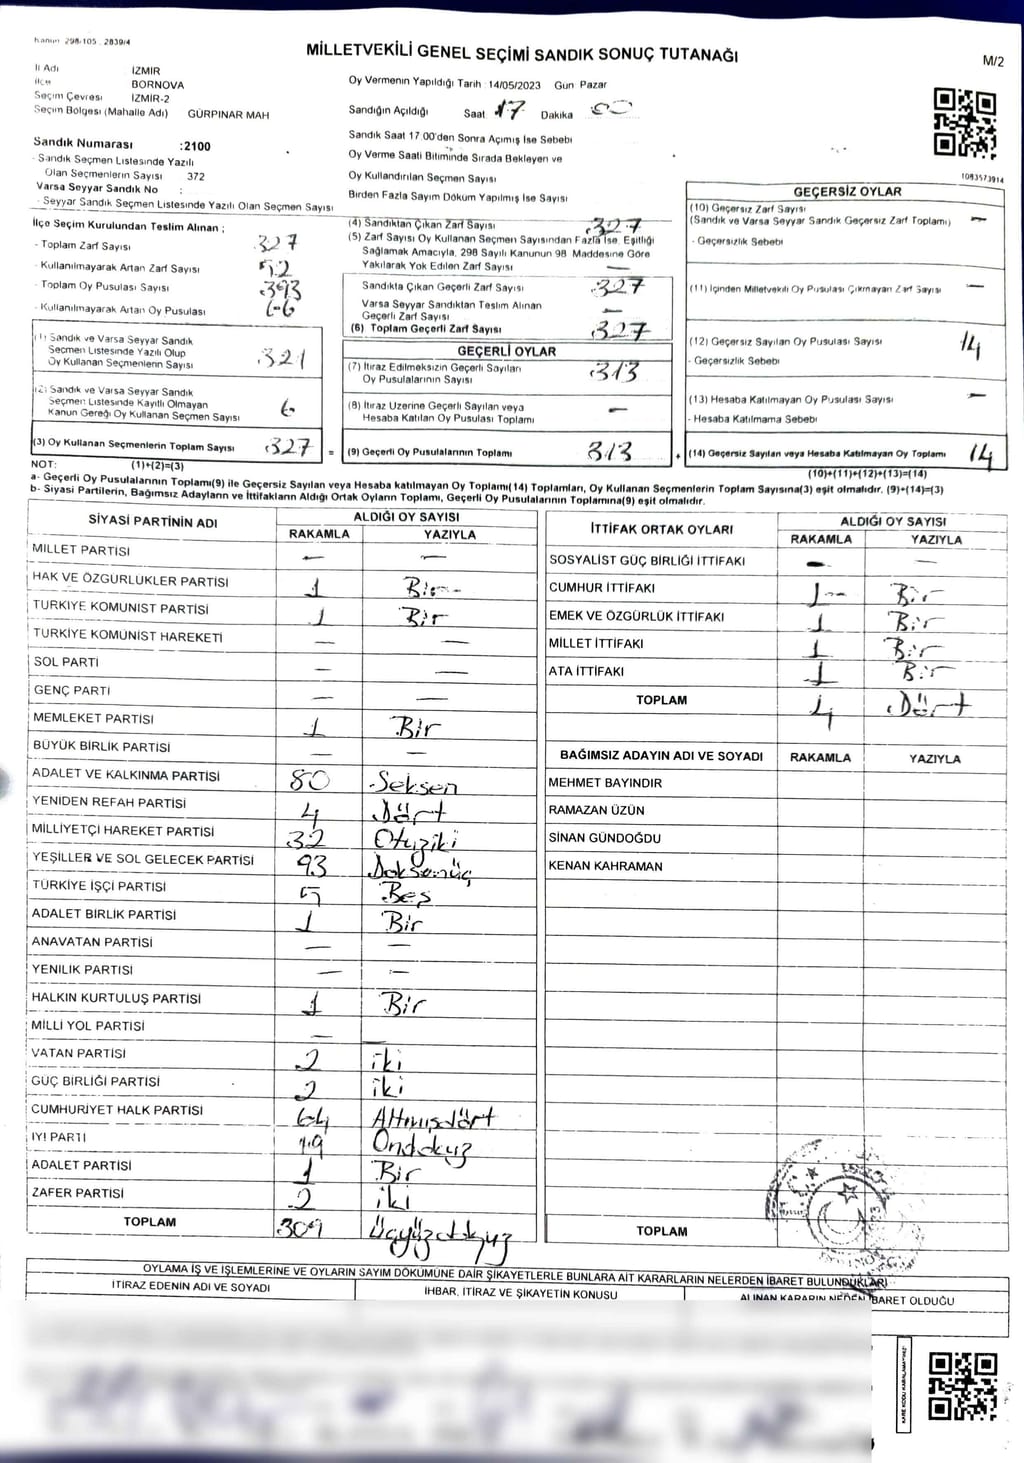 Kanun 298-105 . 2839/4
MİLLETVEKİLİ GENEL SEÇİMİ SANDIK SONUÇ TUTANAĞI
M/2
İl Adı İZMİR
İlçe BORNOVA
Seçim Çevresi İZMİR-2
Seçim Bölgesi (Mahalle Adı) GÜRPINAR MAH
Oy Vermenin Yapıldığı Tarih : 14/05/2023 Gün Pazar
Sandığın Açıldığı Saat 17 Dakika 00
Sandık Saat 17 00'den Sonra Açılmış İse Sebebi
Oy Verme Saati Bitiminde Sırada Bekleyen ve
Oy Kullandırılan Seçmen Sayısı
Birden Fazla Sayım Döküm Yapılmış İse Sayısı
1083573914
Sandık Numarası :2100
- Sandık Seçmen Listesinde Yazılı
Olan Seçmenlerin Sayısı 372
Varsa Seyyar Sandık No :
- Seyyar Sandık Seçmen Listesinde Yazılı Olan Seçmen Sayısı
İlçe Seçim Kurulundan Teslim Alınan ;
- Toplam Zarf Sayısı 327
- Kullanılmayarak Artan Zarf Sayısı 52
- Toplam Oy Pusulası Sayısı 393
- Kullanılmayarak Artan Oy Pusulası 66
(1) Sandık ve Varsa Seyyar Sandık
Seçmen Listesinde Yazılı Olup
Oy Kullanan Seçmenlerin Sayısı 321
(2) Sandık ve Varsa Seyyar Sandık
Seçmen Listesinde Kayıtlı Olmayan
Kanun Gereği Oy Kullanan Seçmen Sayısı 6
(3) Oy Kullanan Seçmenlerin Toplam Sayısı 327 =
(4) Sandıktan Çıkan Zarf Sayısı 327
(5) Zarf Sayısı Oy Kullanan Seçmen Sayısından Fazla İse, Eşitliği
Sağlamak Amacıyla, 298 Sayılı Kanunun 98 Maddesine Göre
Yakılarak Yok Edilen Zarf Sayısı —
Sandıkta Çıkan Geçerli Zarf Sayısı 327
Varsa Seyyar Sandıktan Teslim Alınan
Geçerli Zarf Sayısı —
(6) Toplam Geçerli Zarf Sayısı 327
GEÇERLİ OYLAR
(7) İtiraz Edilmeksizin Geçerli Sayılan
Oy Pusulalarının Sayısı 313
(8) İtiraz Üzerine Geçerli Sayılan veya
Hesaba Katılan Oy Pusulası Toplamı —
(9) Geçerli Oy Pusulalarının Toplamı 313 +
GEÇERSİZ OYLAR
(10) Geçersiz Zarf Sayısı
(Sandık ve Varsa Seyyar Sandık Geçersiz Zarf Toplamı) —
- Geçersizlik Sebebi
(11) İçinden Milletvekili Oy Pusulası Çıkmayan Zarf Sayısı —
(12) Geçersiz Sayılan Oy Pusulası Sayısı 14
- Geçersizlik Sebebi
(13) Hesaba Katılmayan Oy Pusulası Sayısı —
- Hesaba Katılmama Sebebi
(14) Geçersiz Sayılan veya Hesaba Katılmayan Oy Toplamı 14
NOT: (1)+(2)=(3) (10)+(11)+(12)+(13)=(14)
a- Geçerli Oy Pusulalarının Toplamı(9) ile Geçersiz Sayılan veya Hesaba katılmayan Oy Toplamı(14) Toplamları, Oy Kullanan Seçmenlerin Toplam Sayısına(3) eşit olmalıdır. (9)+(14)=(3)
b- Siyasi Partilerin, Bağımsız Adayların ve İttifakların Aldığı Ortak Oyların Toplamı, Geçerli Oy Pusulalarının Toplamına(9) eşit olmalıdır.
SİYASİ PARTİNİN ADI ALDIĞI OY SAYISI
RAKAMLA YAZIYLA
MİLLET PARTİSİ — —
HAK VE ÖZGÜRLÜKLER PARTİSİ 1 Bir
TÜRKİYE KOMÜNİST PARTİSİ 1 Bir
TÜRKİYE KOMÜNİST HAREKETİ — —
SOL PARTİ — —
GENÇ PARTİ — —
MEMLEKET PARTİSİ 1 Bir
BÜYÜK BİRLİK PARTİSİ — —
ADALET VE KALKINMA PARTİSİ 80 Seksen
YENİDEN REFAH PARTİSİ 4 Dört
MİLLİYETÇİ HAREKET PARTİSİ 32 Otuziki
YEŞİLLER VE SOL GELECEK PARTİSİ 93 Doksanüç
TÜRKİYE İŞÇİ PARTİSİ 5 Beş
ADALET BİRLİK PARTİSİ 1 Bir
ANAVATAN PARTİSİ — —
YENİLİK PARTİSİ — —
HALKIN KURTULUŞ PARTİSİ 1 Bir
MİLLİ YOL PARTİSİ — —
VATAN PARTİSİ 2 iki
GÜÇ BİRLİĞİ PARTİSİ 2 iki
CUMHURİYET HALK PARTİSİ 64 Altmışdört
İYİ PARTİ 19 Ondokuz
ADALET PARTİSİ 1 Bir
ZAFER PARTİSİ 2 iki
TOPLAM 309 Üçyüzdokuz
İTTİFAK ORTAK OYLARI ALDIĞI OY SAYISI
RAKAMLA YAZIYLA
SOSYALİST GÜÇ BİRLİĞİ İTTİFAKI — —
CUMHUR İTTİFAKI 1 Bir
EMEK VE ÖZGÜRLÜK İTTİFAKI 1 Bir
MİLLET İTTİFAKI 1 Bir
ATA İTTİFAKI 1 Bir
TOPLAM 4 Dört
BAĞIMSIZ ADAYIN ADI VE SOYADI RAKAMLA YAZIYLA
MEHMET BAYINDIR
RAMAZAN ÜZÜN
SİNAN GÜNDOĞDU
KENAN KAHRAMAN
TOPLAM
OYLAMA İŞ VE İŞLEMLERİNE VE OYLARIN SAYIM DÖKÜMÜNE DAİR ŞİKAYETLERLE BUNLARA AİT KARARLARIN NELERDEN İBARET BULUNDUKLARI
İTİRAZ EDENİN ADI VE SOYADI İHBAR, İTİRAZ VE ŞİKAYETİN KONUSU ALINAN KARARIN NEDEN İBARET OLDUĞU